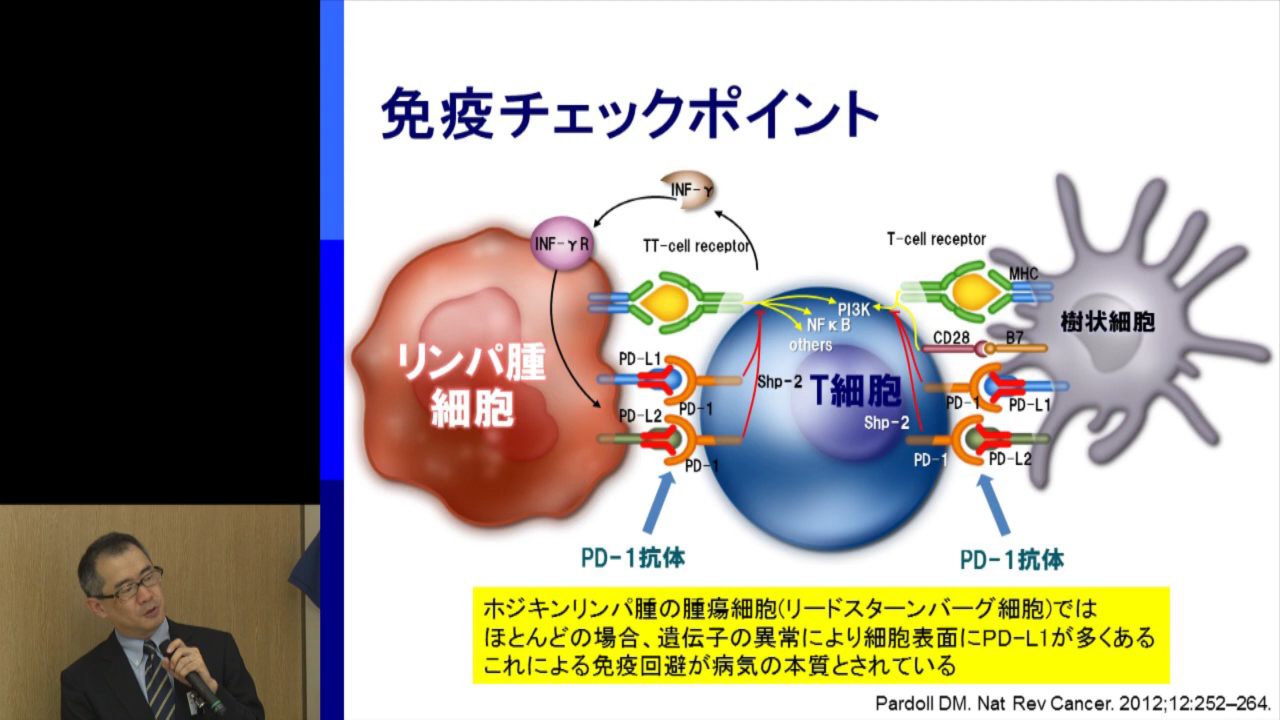 免疫チェックポイント
INF-γ
INF-γR
TT-cell receptor
T-cell receptor
MHC
PI3K
NFκB
others
CD28
B7
樹状細胞
リンパ腫
細胞
PD-L1
PD-1
Shp-2
T細胞
PD-L2
PD-1
Shp-2
PD-1
PD-L1
PD-1
PD-L2
PD-1抗体
PD-1抗体
ホジキンリンパ腫の腫瘍細胞(リードスターンバーグ細胞)では
ほとんどの場合、遺伝子の異常により細胞表面にPD-L1が多くある
これによる免疫回避が病気の本質とされている
Pardoll DM. Nat Rev Cancer. 2012;12:252–264.